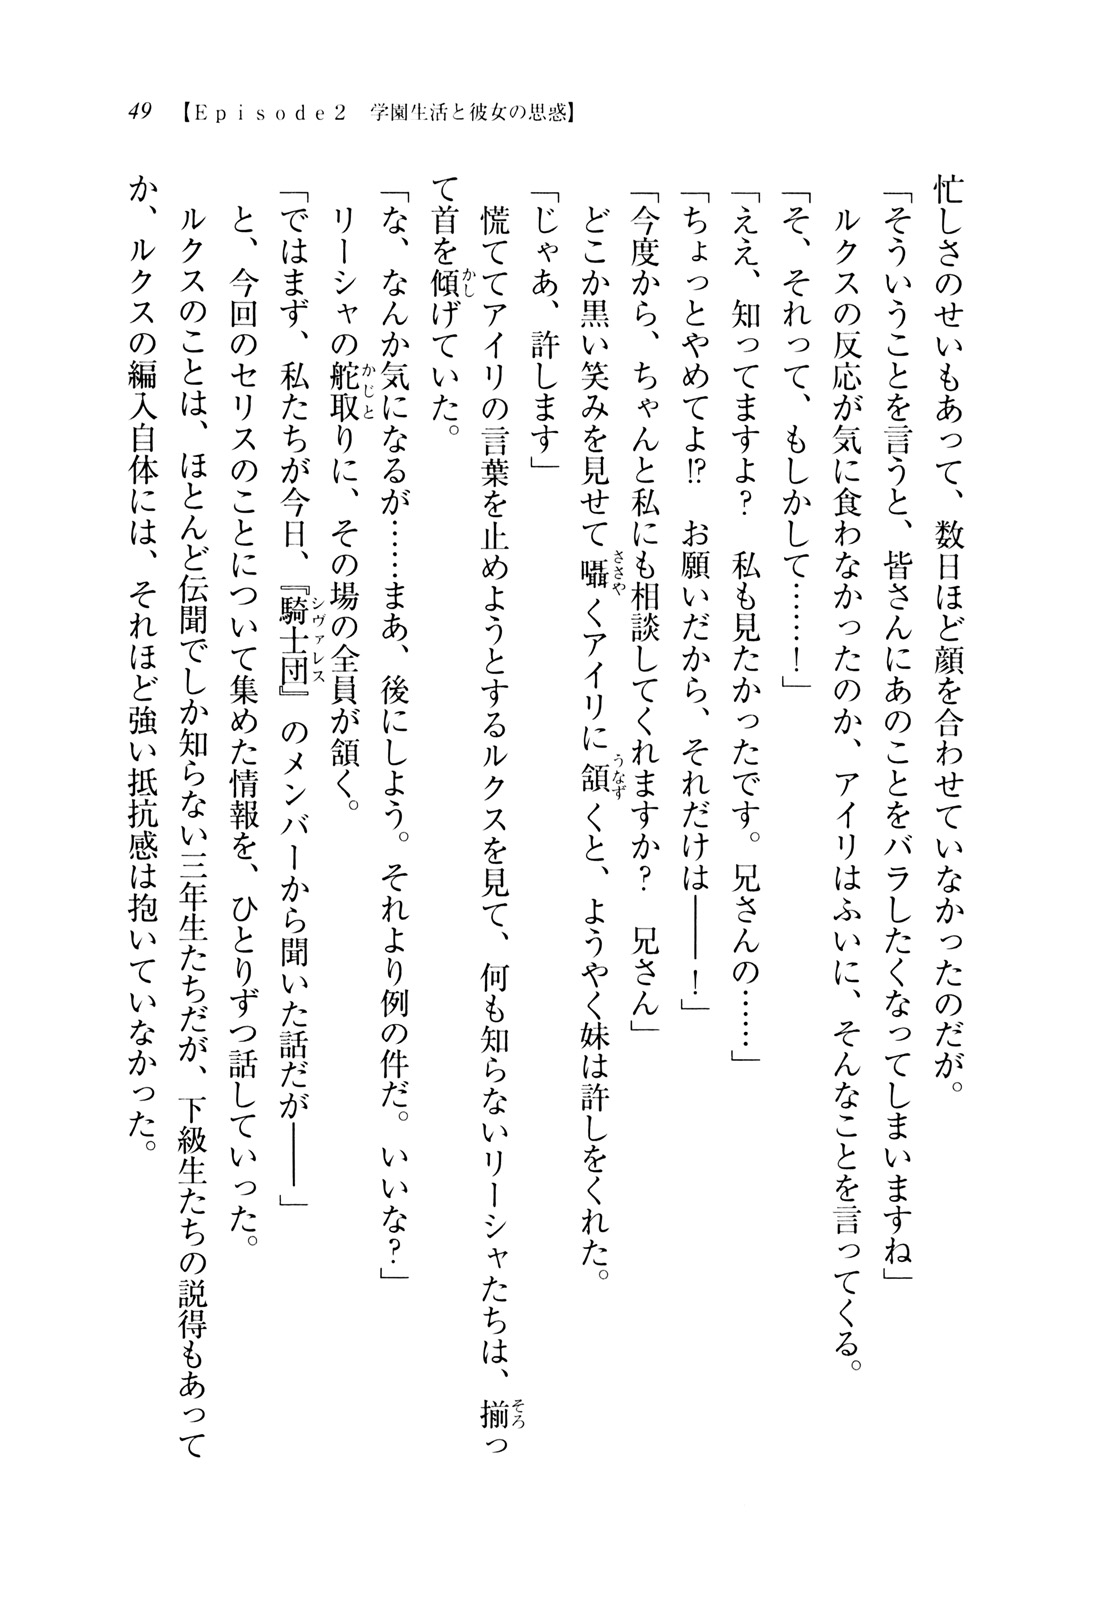 49 【Ｅｐｉｓｏｄｅ２　学園生活と彼女の思惑】
忙しさのせいもあって、数日ほど顔を合わせていなかったのだが。
「そういうことを言うと、皆さんにあのことをバラしたくなってしまいますね」
　ルクスの反応が気に食わなかったのか、アイリはふいに、そんなことを言ってくる。
「そ、それって、もしかして……！」
「ええ、知ってますよ？　私も見たかったです。兄さんの……」
「ちょっとやめてよ⁉　お願いだから、それだけは――！」
「今度から、ちゃんと私にも相談してくれますか？　兄さん」
　どこか黒い笑みを見せて囁くアイリに頷くと、ようやく妹は許しをくれた。
「じゃあ、許します」
　慌ててアイリの言葉を止めようとするルクスを見て、何も知らないリーシャたちは、揃っ
て首を傾げていた。
「な、なんか気になるが……まあ、後にしよう。それより例の件だ。いいな？」
　リーシャの舵取りに、その場の全員が頷く。
「ではまず、私たちが今日、『騎士団』のメンバーから聞いた話だが――」
　と、今回のセリスのことについて集めた情報を、ひとりずつ話していった。
　ルクスのことは、ほとんど伝聞でしか知らない三年生たちだが、下級生たちの説得もあって
か、ルクスの編入自体には、それほど強い抵抗感は抱いていなかった。